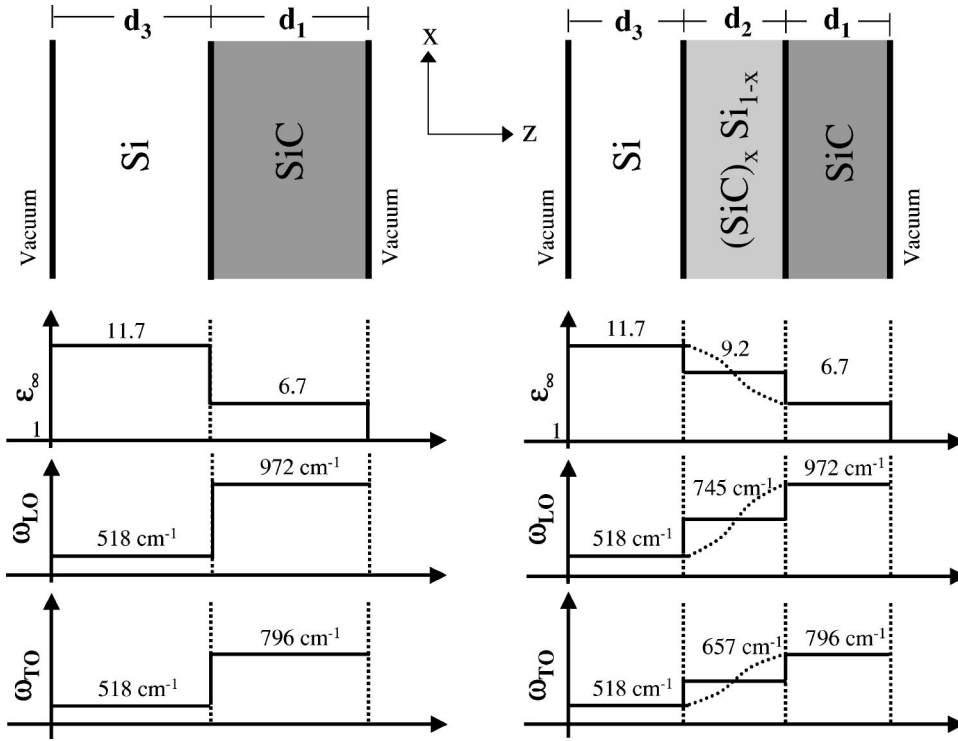 d₃ d₁
Vacuum
Si
SiC
Vacuum
X
Z
d₃ d₂ d₁
Vacuum
Si
(SiC)ₓ Si₁₋ₓ
SiC
Vacuum
ε∞
11.7
6.7
1
ωLO
518 cm⁻¹
972 cm⁻¹
ωTO
518 cm⁻¹
796 cm⁻¹
ε∞
11.7
9.2
6.7
1
ωLO
518 cm⁻¹
745 cm⁻¹
972 cm⁻¹
ωTO
518 cm⁻¹
657 cm⁻¹
796 cm⁻¹